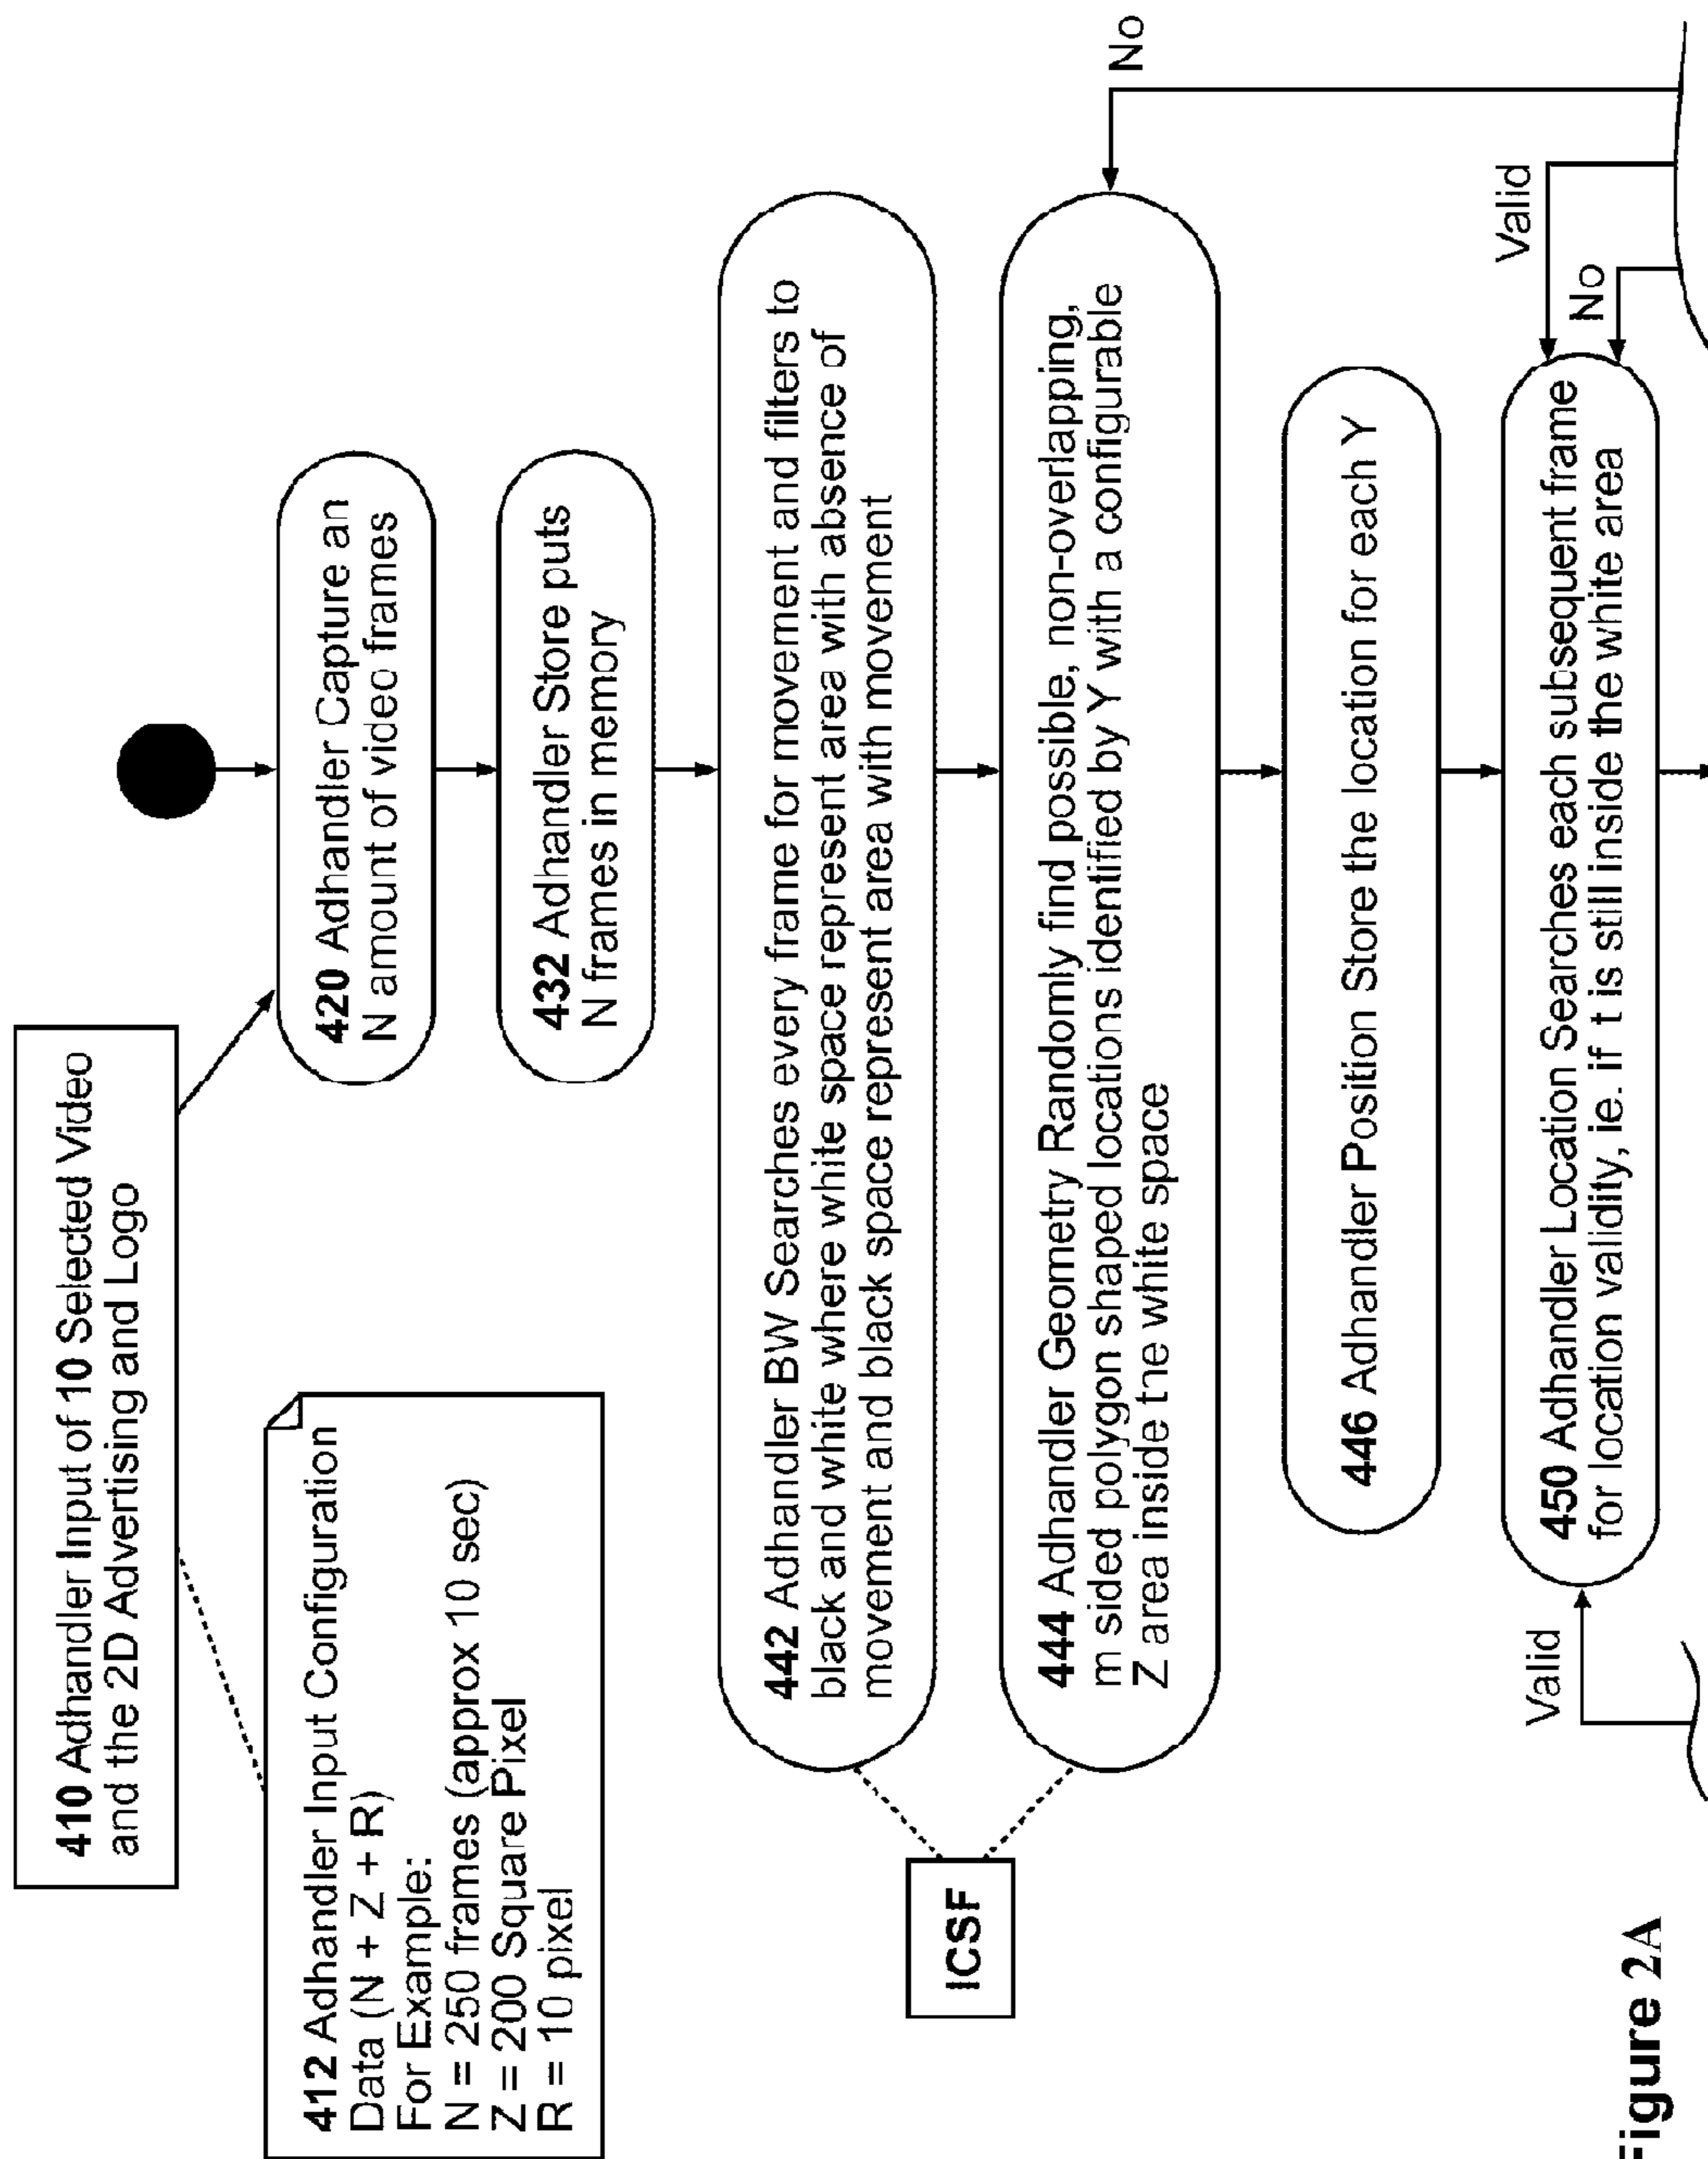 410 Adhandler Input of 10 Selected Video
and the 2D Advertising and Logo
412 Adhandler Input Configuration
Data (N + Z + R)
For Example:
N = 250 frames (approx 10 sec)
Z = 200 Square Pixel
R = 10 pixel
420 Adhandler Capture an
N amount of video frames
432 Adhandler Store puts
N frames in memory
442 Adhandler BW Searches every frame for movement and filters to
black and white where white space represent area with absence of
movement and black space represent area with movement
ICSF
444 Adhandler Geometry Randomly find possible, non-overlapping,
m sided polygon shaped locations identified by Y with a configurable
Z area inside the white space
No
446 Adhandler Position Store the location for each Y
450 Adhandler Location Searches each subsequent frame
for location validity, ie. if t is still inside the white area
Valid
Valid
No
Figure 2A